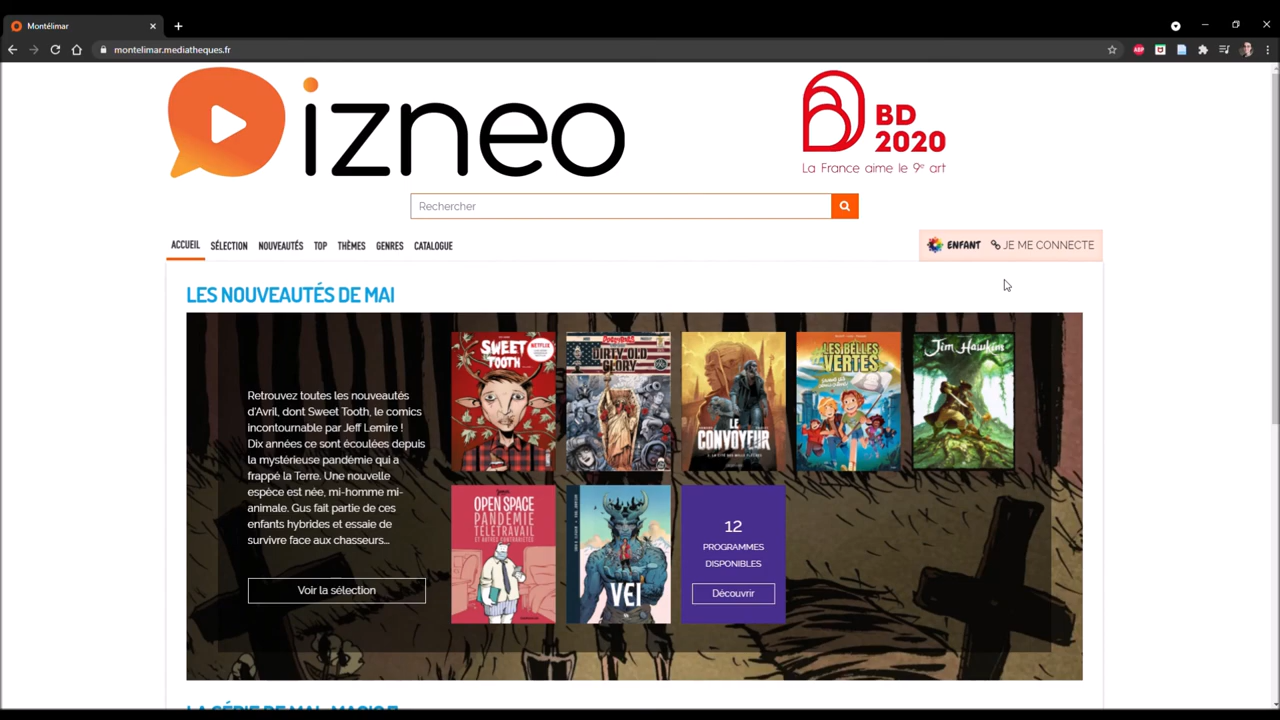 Montélimar
montelimar.mediatheques.fr
ABP
izneo
BD
2020
La France aime le 9e art
Rechercher
ACCUEIL SÉLECTION NOUVEAUTÉS TOP THÈMES GENRES CATALOGUE
ENFANT JE ME CONNECTE
LES NOUVEAUTÉS DE MAI
Retrouvez toutes les nouveautés
d'Avril, dont Sweet Tooth, le comics
incontournable par Jeff Lemire !
Dix années ce sont écoulées depuis
la mystérieuse pandémie qui a
frappé la Terre. Une nouvelle
espèce est née, mi-homme mi-
animale. Gus fait partie de ces
enfants hybrides et essaie de
survivre face aux chasseurs...
Voir la sélection
SWEET
TOOTH
NETFLIX
DIRTY OLD
GLORY
LE
CONVOYEUR
LES BELLES
VERTES
Jim Hawkins
OPEN SPACE
PANDÉMIE
TÉLÉTRAVAIL
VEI
12
PROGRAMMES
DISPONIBLES
Découvrir